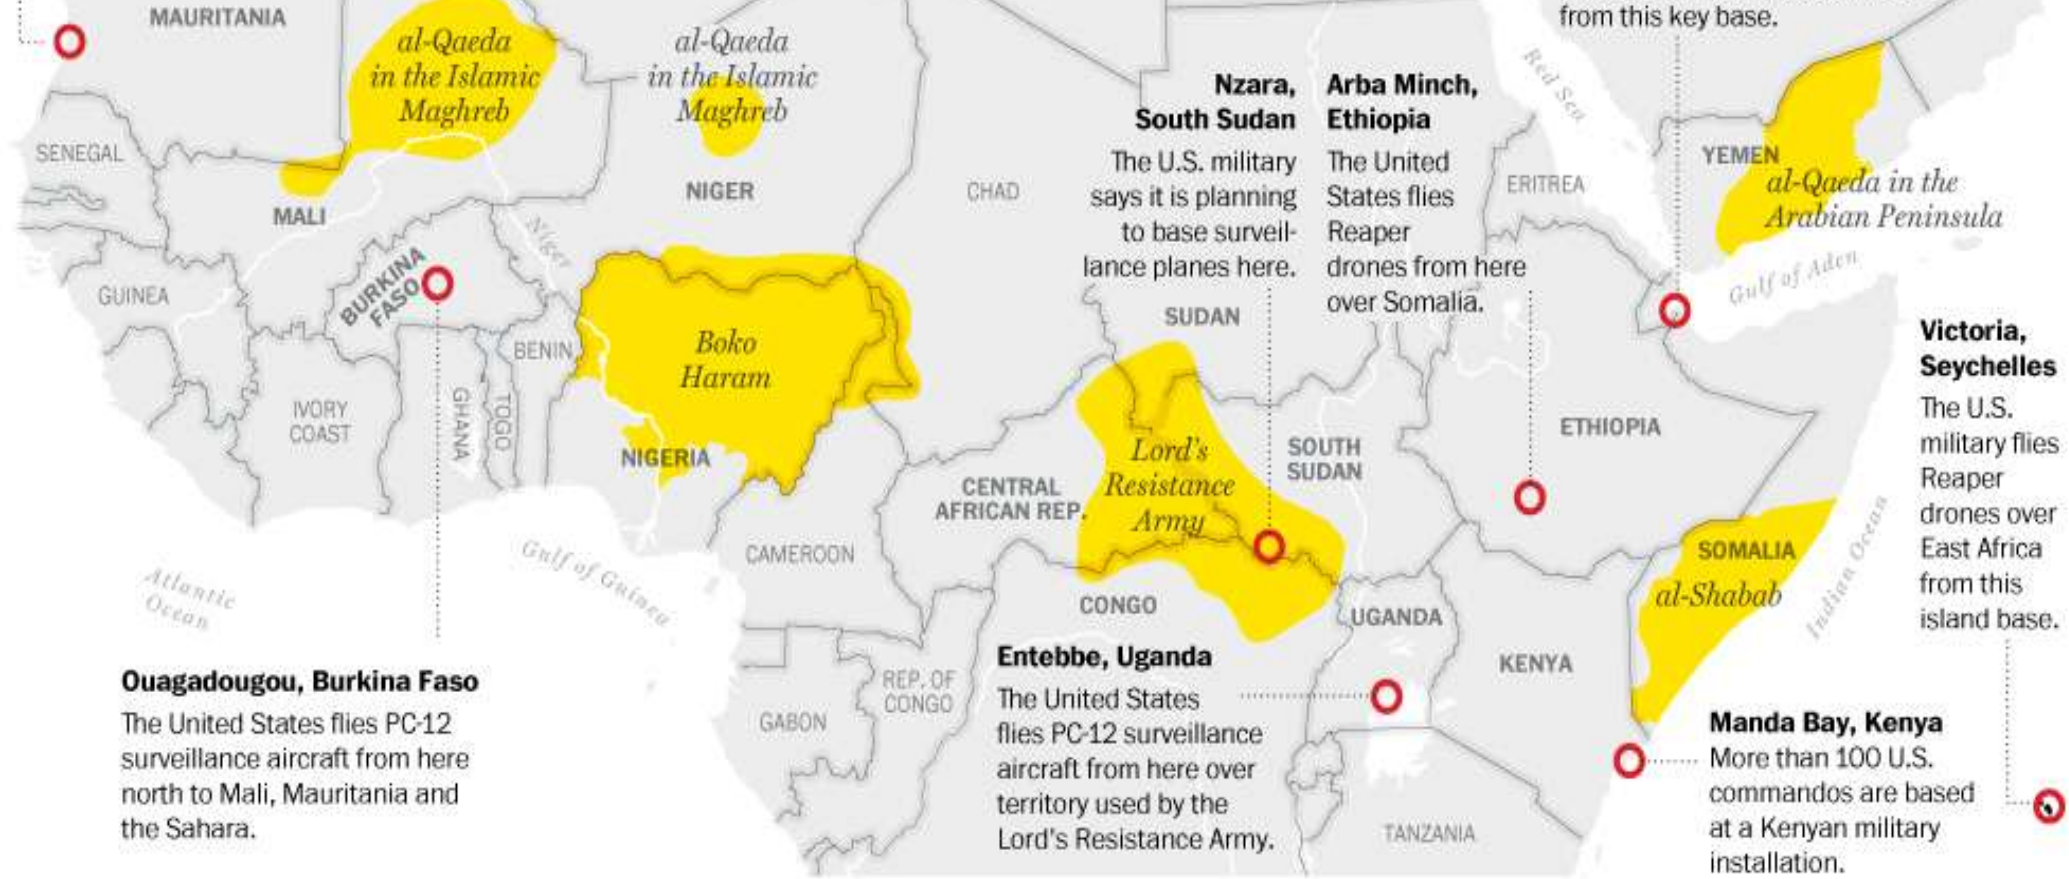 MAURITANIA
al-Qaeda
in the Islamic
Maghreb
al-Qaeda
in the Islamic
Maghreb
from this key base.
Red Sea
Nzara,
South Sudan
The U.S. military
says it is planning
to base surveil-
lance planes here.
Arba Minch,
Ethiopia
The United
States flies
Reaper
drones from here
over Somalia.
SENEGAL
MALI
NIGER
CHAD
ERITREA
YEMEN
al-Qaeda in the
Arabian Peninsula
Niger
GUINEA
BURKINA
FASO
Gulf of Aden
SUDAN
BENIN
Boko
Haram
Victoria,
Seychelles
The U.S.
military flies
Reaper
drones over
East Africa
from this
island base.
IVORY
COAST
GHANA
TOGO
NIGERIA
ETHIOPIA
Lord's
Resistance
Army
SOUTH
SUDAN
CENTRAL
AFRICAN REP.
CAMEROON
Gulf of Guinea
Atlantic
Ocean
SOMALIA
al-Shabab
Indian Ocean
CONGO
UGANDA
KENYA
Ouagadougou, Burkina Faso
The United States flies PC-12
surveillance aircraft from here
north to Mali, Mauritania and
the Sahara.
GABON
REP. OF
CONGO
Entebbe, Uganda
The United States
flies PC-12 surveillance
aircraft from here over
territory used by the
Lord's Resistance Army.
TANZANIA
Manda Bay, Kenya
More than 100 U.S.
commandos are based
at a Kenyan military
installation.